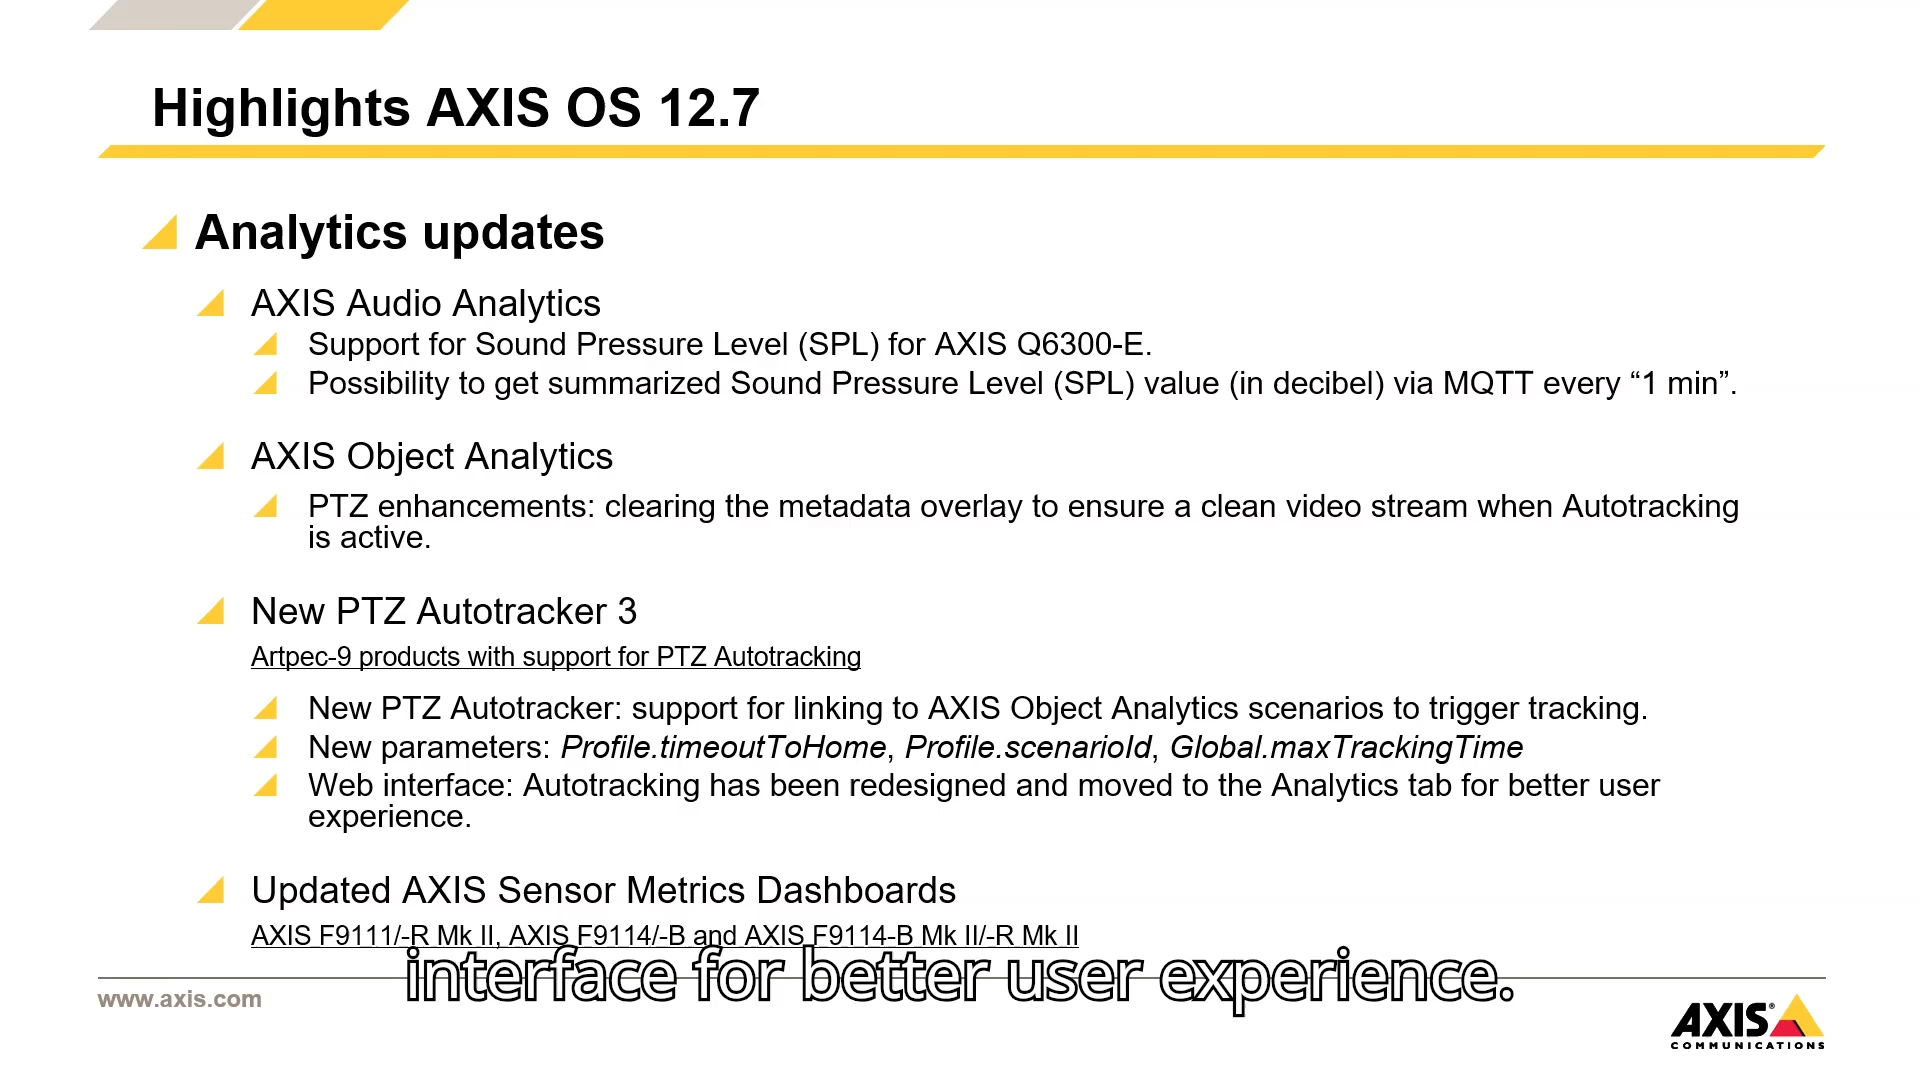 Highlights AXIS OS 12.7
Analytics updates
AXIS Audio Analytics
Support for Sound Pressure Level (SPL) for AXIS Q6300-E.
Possibility to get summarized Sound Pressure Level (SPL) value (in decibel) via MQTT every “1 min”.
AXIS Object Analytics
PTZ enhancements: clearing the metadata overlay to ensure a clean video stream when Autotracking
is active.
New PTZ Autotracker 3
Artpec-9 products with support for PTZ Autotracking
New PTZ Autotracker: support for linking to AXIS Object Analytics scenarios to trigger tracking.
New parameters: Profile.timeoutToHome, Profile.scenarioId, Global.maxTrackingTime
Web interface: Autotracking has been redesigned and moved to the Analytics tab for better user
experience.
Updated AXIS Sensor Metrics Dashboards
AXIS F9111/-R Mk II, AXIS F9114/-B and AXIS F9114-B Mk II/-R Mk II
interface for better user experience.
www.axis.com
AXIS®
COMMUNICATIONS